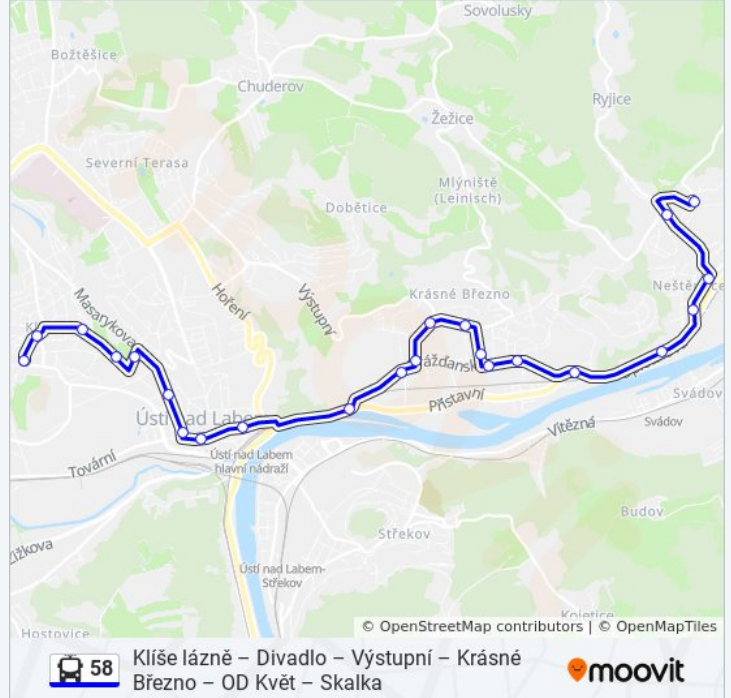 Sovolusky
Božtěšice
Chuderov
Ryjice
Žežice
Severní Terasa
Mlýniště
(Leinisch)
Dobětice
Hoření
Výstupní
Masarykova
Krásné Březno
Přístavní
Svádov
Svádov
Ústí nad Labem
Vítězná
Tovární
Ústí nad Labem
hlavní nádraží
Budov
Střekov
Žižkova
Ústí nad Labem-
Střekov
Kojetice
© OpenStreetMap contributors | © OpenMapTiles
Hostovice
58
Klíše lázně – Divadlo – Výstupní – Krásné
Březno – OD Květ – Skalka
moovit